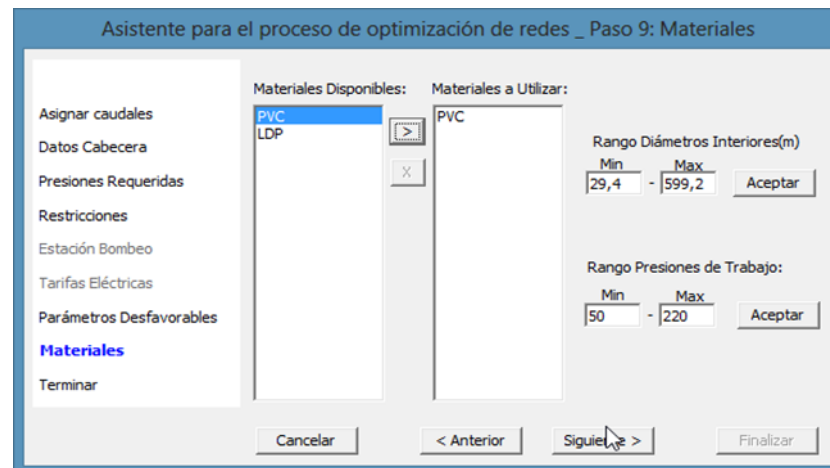 Asistente para el proceso de optimización de redes _ Paso 9: Materiales
Asignar caudales
Datos Cabecera
Presiones Requeridas
Restricciones
Estación Bombeo
Tarifas Eléctricas
Parámetros Desfavorables
Materiales
Terminar
Materiales Disponibles:
PVC
LDP
>
X
Materiales a Utilizar:
PVC
Rango Diámetros Interiores(m)
Min Max
29,4 - 599,2 Aceptar
Rango Presiones de Trabajo:
Min Max
50 - 220 Aceptar
Cancelar < Anterior Siguiente > Finalizar